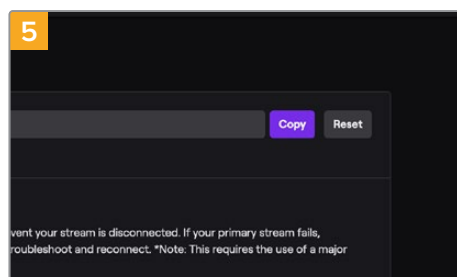 5
Copy Reset
vent your stream is disconnected. If your primary stream fails,
roubleshoot and reconnect. *Note: This requires the use of a major